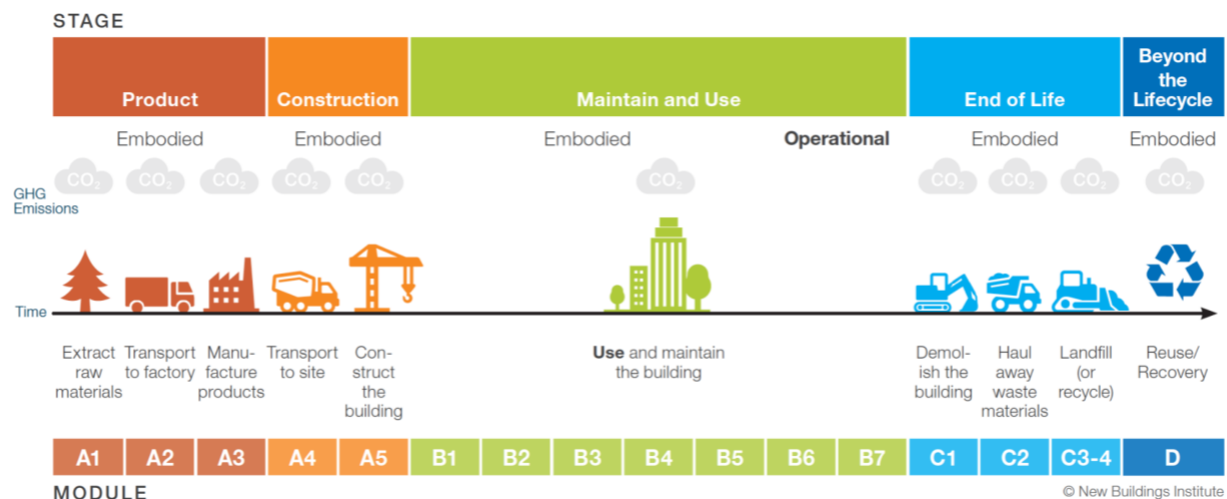 STAGE
Product
Construction
Maintain and Use
End of Life
Beyond
the
Lifecycle
Embodied
Embodied
Embodied
Operational
Embodied
Embodied
CO₂
CO₂
CO₂
CO₂
CO₂
CO₂
CO₂
CO₂
CO₂
CO₂
GHG
Emissions
Time
Extract
raw
materials
Transport
to factory
Manu-
facture
products
Transport
to site
Con-
struct
the
building
Use and maintain
the building
Demol-
ish the
building
Haul
away
waste
materials
Landfill
(or
recycle)
Reuse/
Recovery
A1
A2
A3
A4
A5
B1
B2
B3
B4
B5
B6
B7
C1
C2
C3-4
D
MODULE
© New Buildings Institute